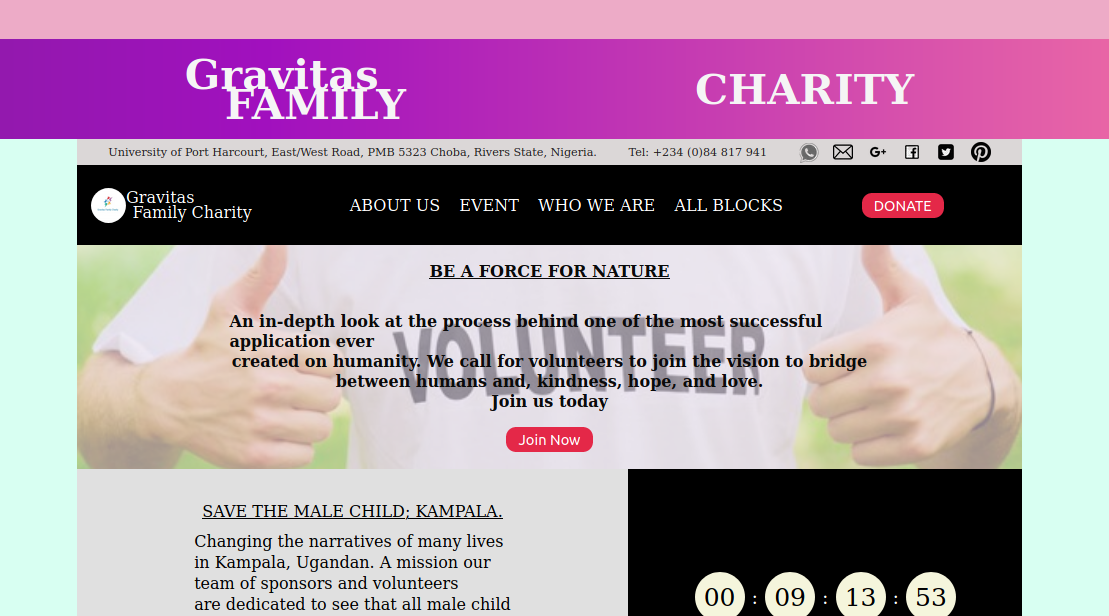 Gravitas
FAMILY
CHARITY
University of Port Harcourt, East/West Road, PMB 5323 Choba, Rivers State, Nigeria.
Tel: +234 (0)84 817 941
Gravitas
Family Charity
ABOUT US
EVENT
WHO WE ARE
ALL BLOCKS
DONATE
BE A FORCE FOR NATURE
VOLUNTEER
An in-depth look at the process behind one of the most successful
application ever
created on humanity. We call for volunteers to join the vision to bridge
between humans and, kindness, hope, and love.
Join us today
Join Now
SAVE THE MALE CHILD; KAMPALA.
Changing the narratives of many lives
in Kampala, Ugandan. A mission our
team of sponsors and volunteers
are dedicated to see that all male child
00 : 09 : 13 : 53